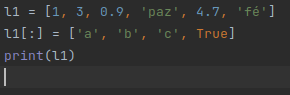 l1 = [1, 3, 0.9, 'paz', 4.7, 'fé']
l1[:] = ['a', 'b', 'c', True]
print(l1)